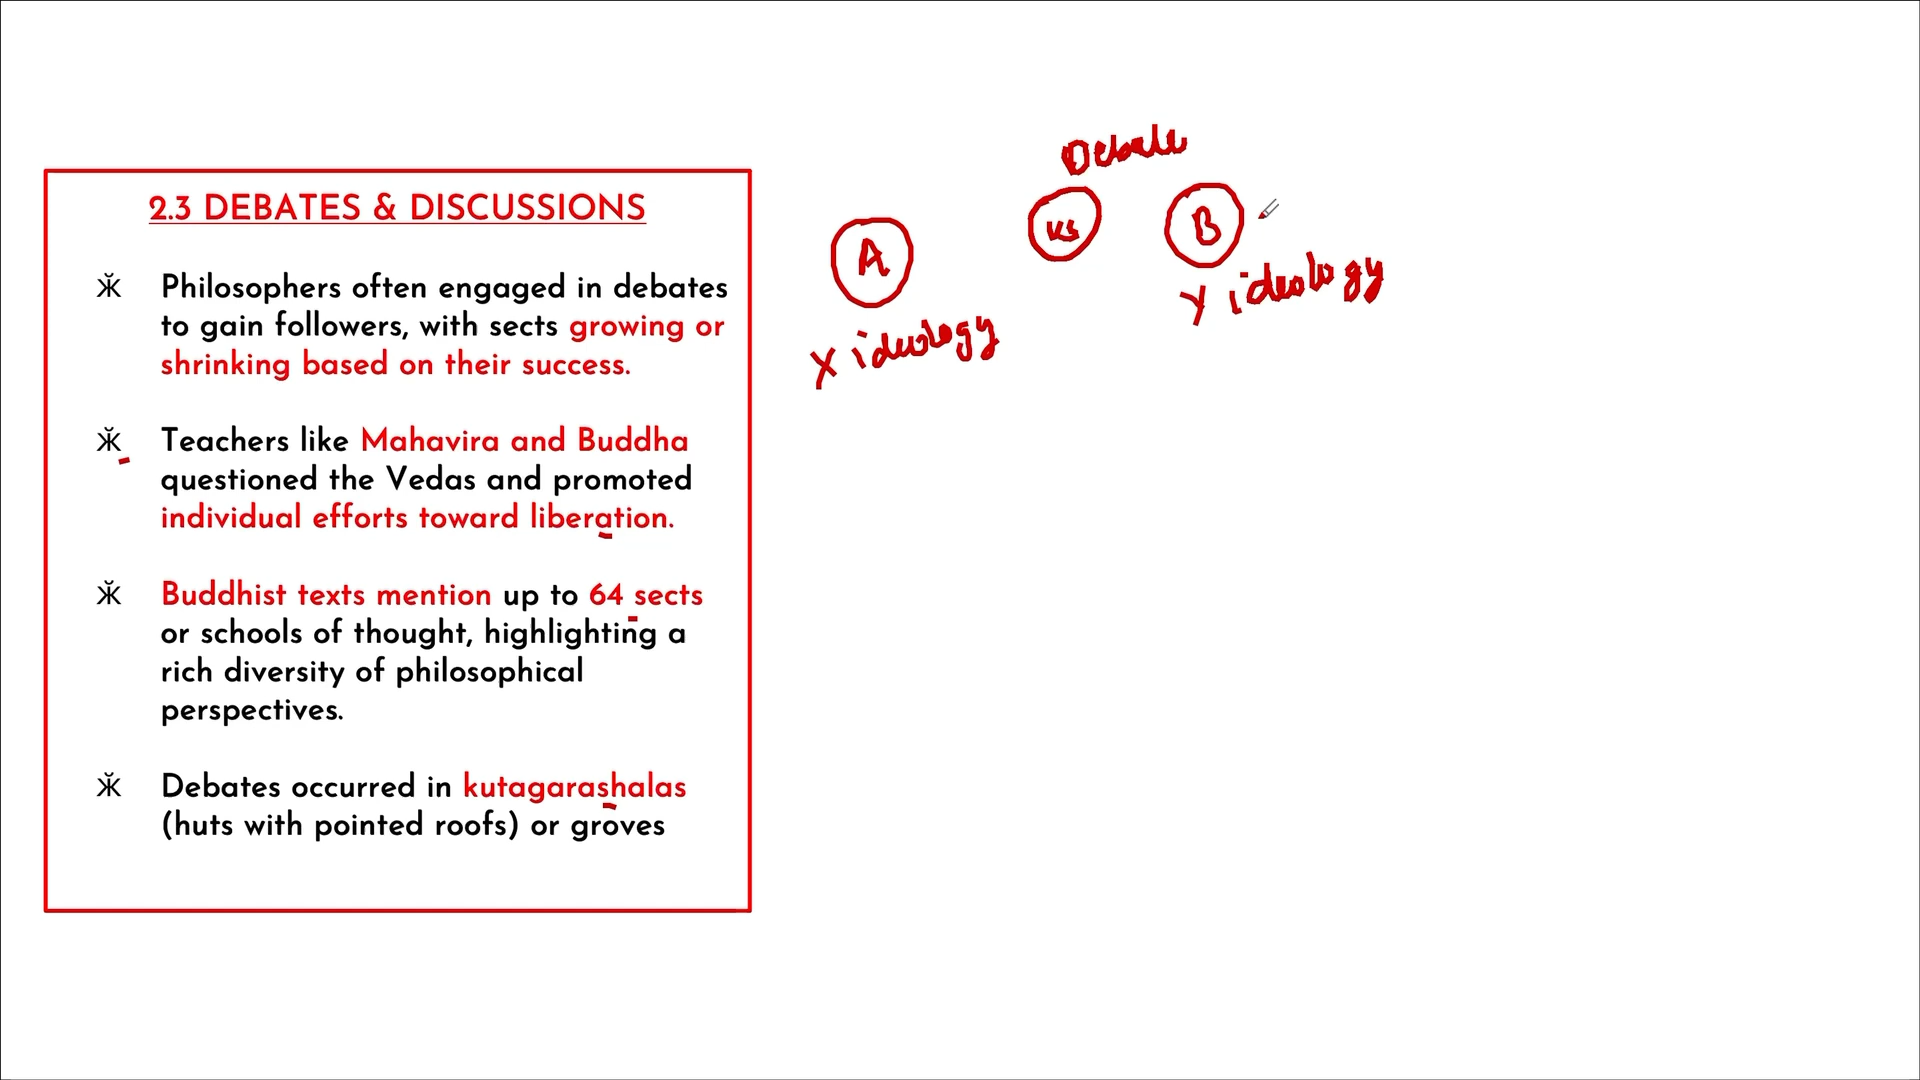 2.3 DEBATES & DISCUSSIONS
Philosophers often engaged in debates
to gain followers, with sects growing or
shrinking based on their success.
Teachers like Mahavira and Buddha
questioned the Vedas and promoted
individual efforts toward liberation.
Buddhist texts mention up to 64 sects
or schools of thought, highlighting a
rich diversity of philosophical
perspectives.
Debates occurred in kutagarashalas
(huts with pointed roofs) or groves
Debate
A
KS
B
X ideology
Y ideology